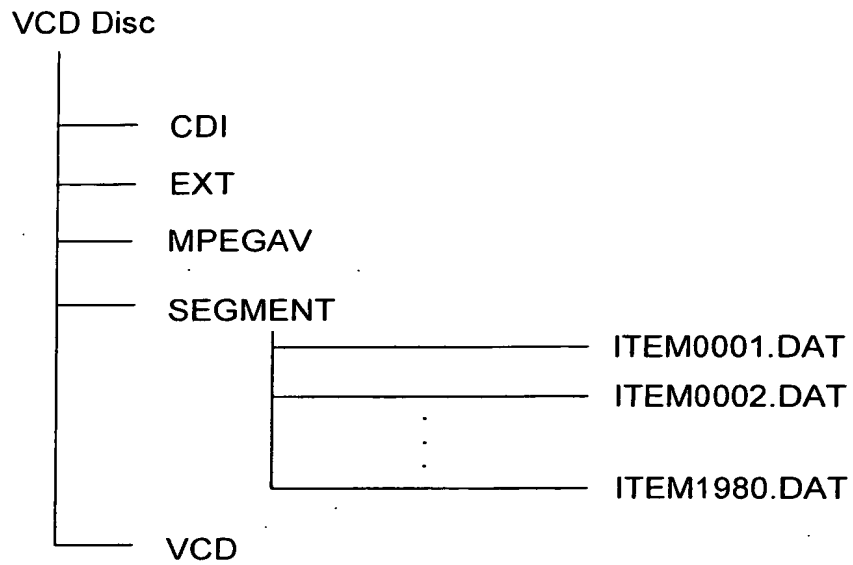 VCD Disc
CDI
EXT
MPEGAV
SEGMENT
ITEM0001.DAT
ITEM0002.DAT
ITEM1980.DAT
VCD